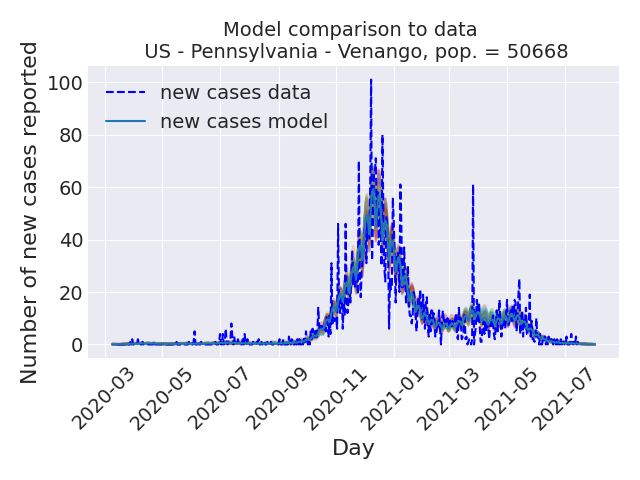 Model comparison to data
US - Pennsylvania - Venango, pop. = 50668
Number of new cases reported
100
80
60
40
20
0
new cases data
new cases model
2020-03
2020-05
2020-07
2020-09
2020-11
2021-01
2021-03
2021-05
2021-07
Day